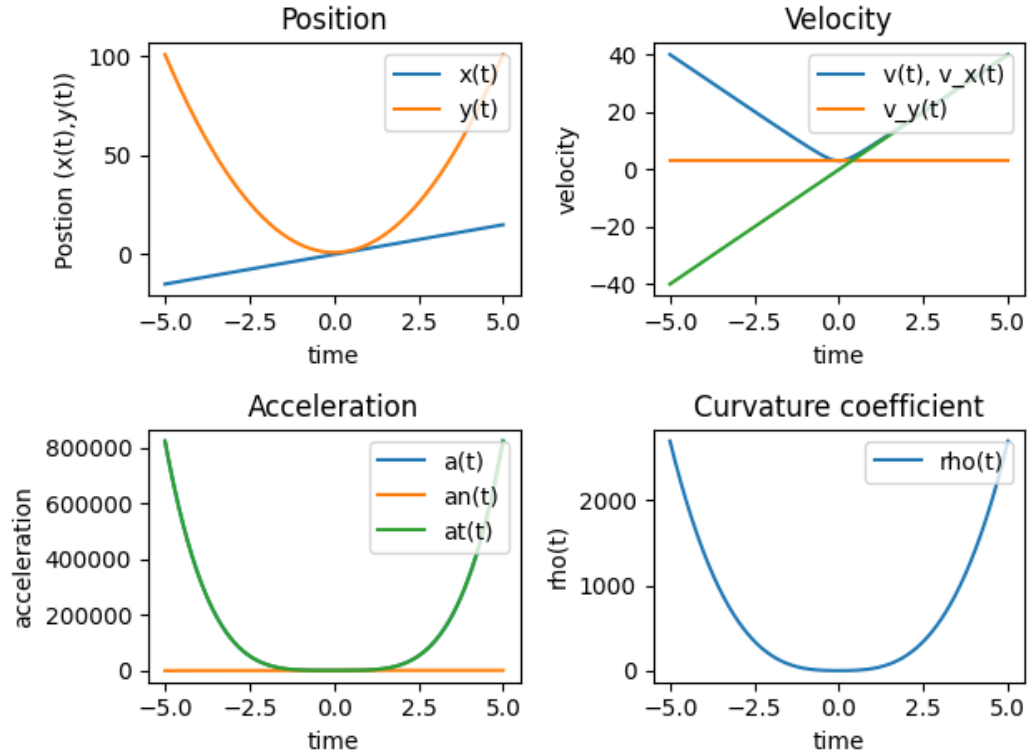 Position
Postion (x(t),y(t))
100
50
0
x(t)
y(t)
−5.0 −2.5 0.0 2.5 5.0
time
Velocity
velocity
40
20
0
−20
−40
v(t), v_x(t)
v_y(t)
−5.0 −2.5 0.0 2.5 5.0
time
Acceleration
acceleration
800000
600000
400000
200000
0
a(t)
an(t)
at(t)
−5.0 −2.5 0.0 2.5 5.0
time
Curvature coefficient
rho(t)
2000
1000
0
rho(t)
−5.0 −2.5 0.0 2.5 5.0
time